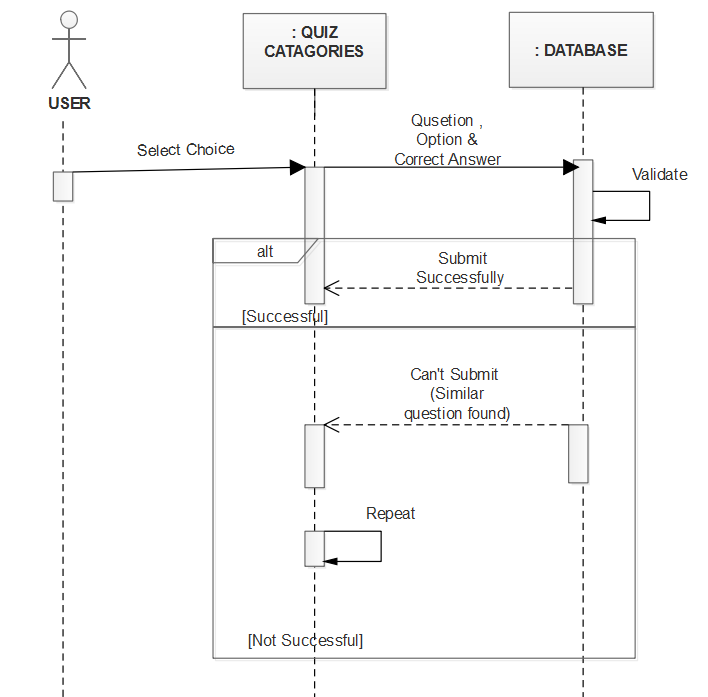 : QUIZ
CATAGORIES
: DATABASE
USER
Qusetion ,
Option &
Correct Answer
Select Choice
Validate
alt
Submit
Successfully
[Successful]
Can't Submit
(Similar
question found)
Repeat
[Not Successful]